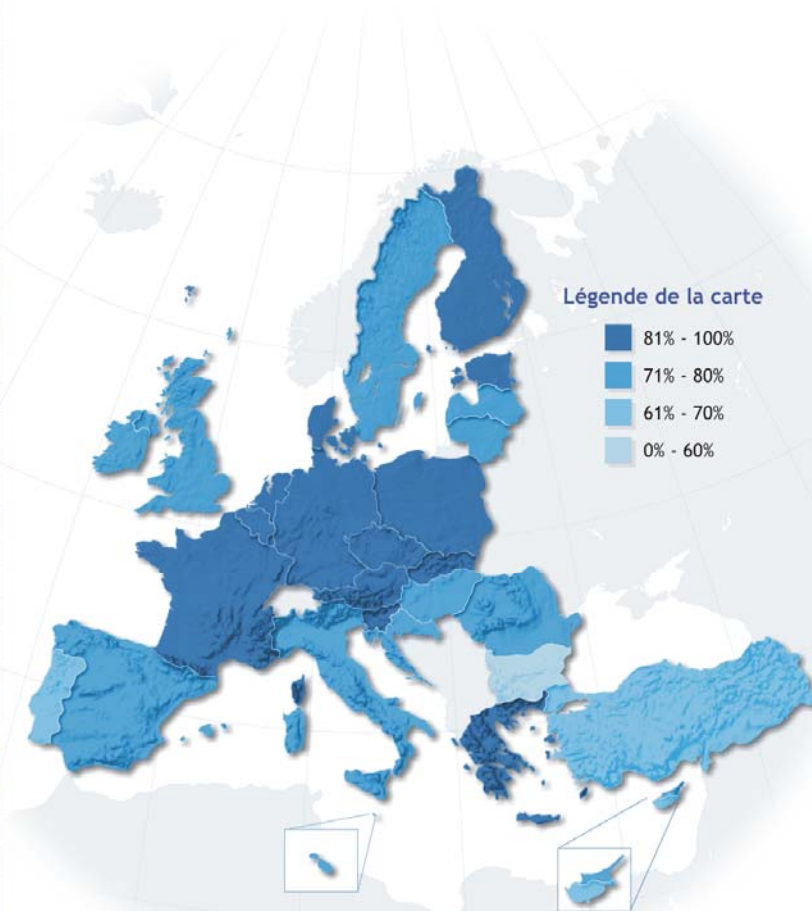 Légende de la carte
81% - 100%
71% - 80%
61% - 70%
0% - 60%